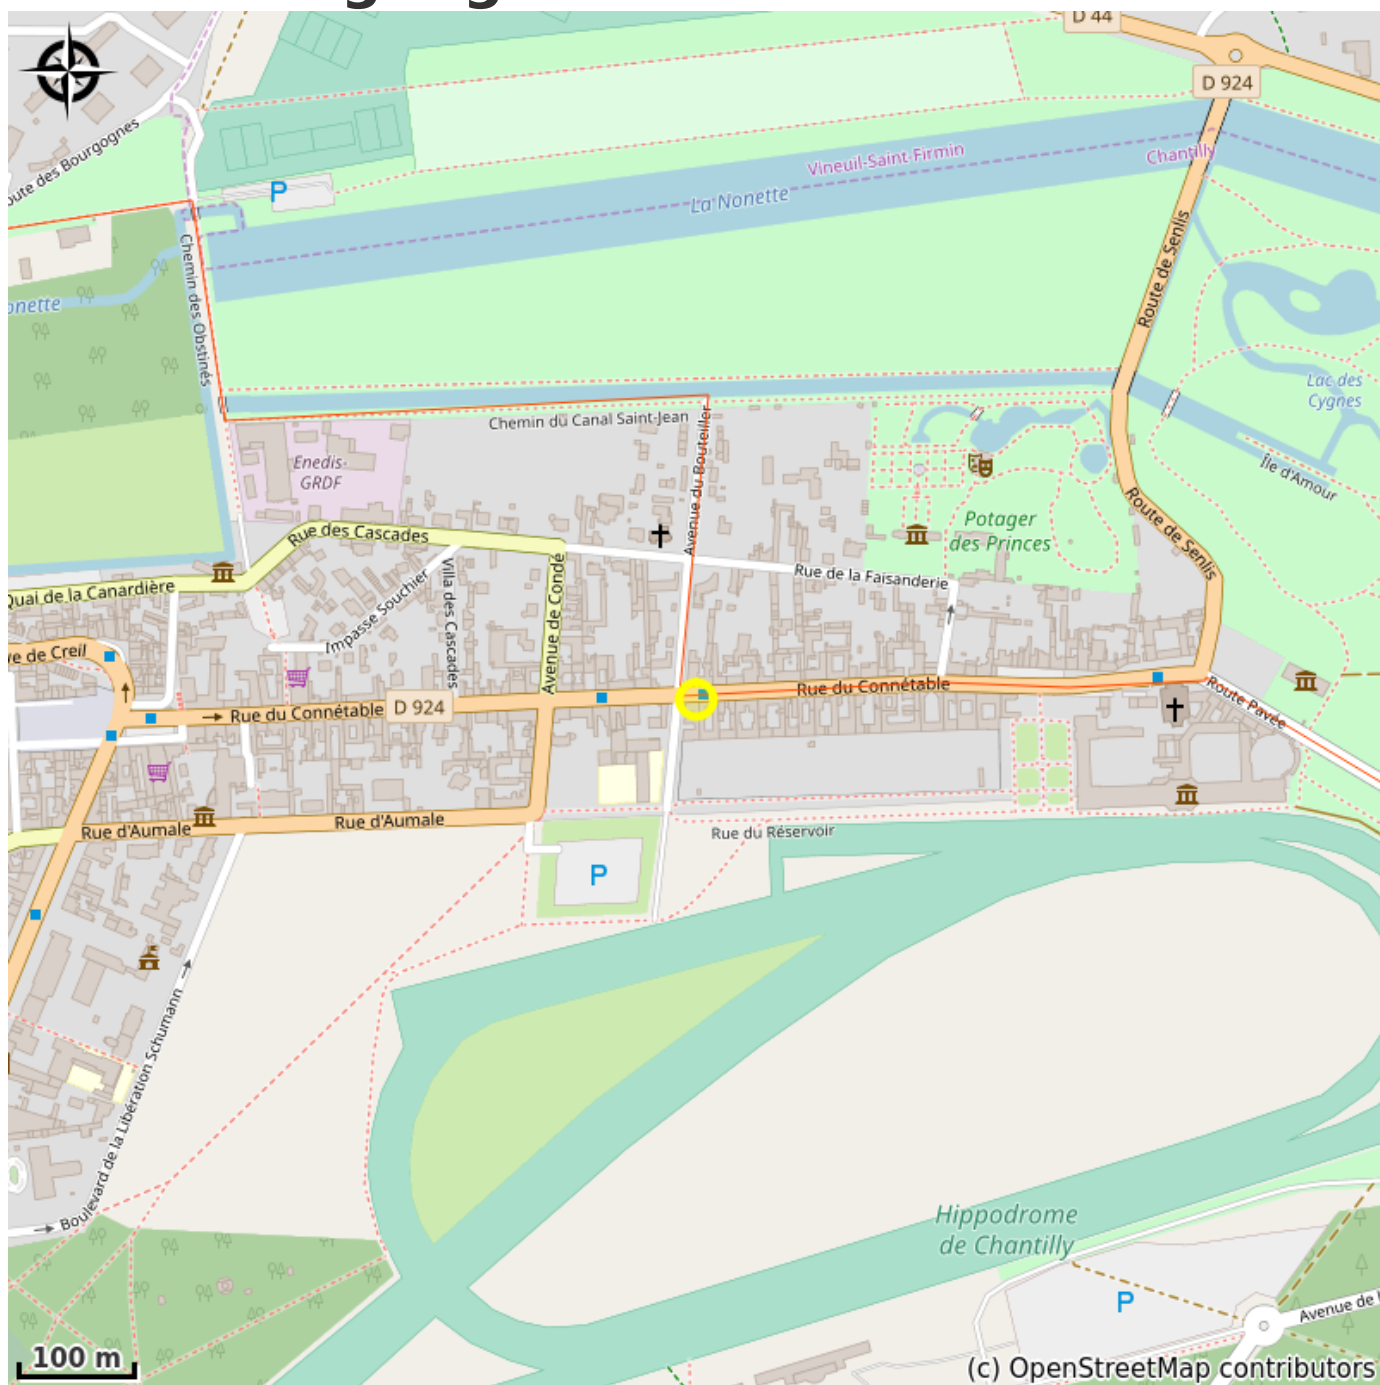 D 44
D 924
oute des Bourgognes
Vineuil-Saint-Firmin
Chantilly
P
La Nonette
Route de Senlis
Chemin des Obstinés
onette
Lac des
Cygnes
Chemin du Canal Saint-Jean
Avenue du Bouteiller
Enedis-
GRDF
Île d'Amour
Route de Senlis
Potager
des Princes
Rue des Cascades
Rue de la Faisanderie
Quai de la Canardière
Impasse Souchier
Villa des Cascades
Avenue de Condé
ve de Creil
Rue du Connétable
D 924
Rue du Connétable
Route Pavée
Rue d'Aumale
Rue d'Aumale
Rue du Réservoir
P
Boulevard de la Libération Schumann
Hippodrome
de Chantilly
P
Avenue de l
100 m
(c) OpenStreetMap contributors